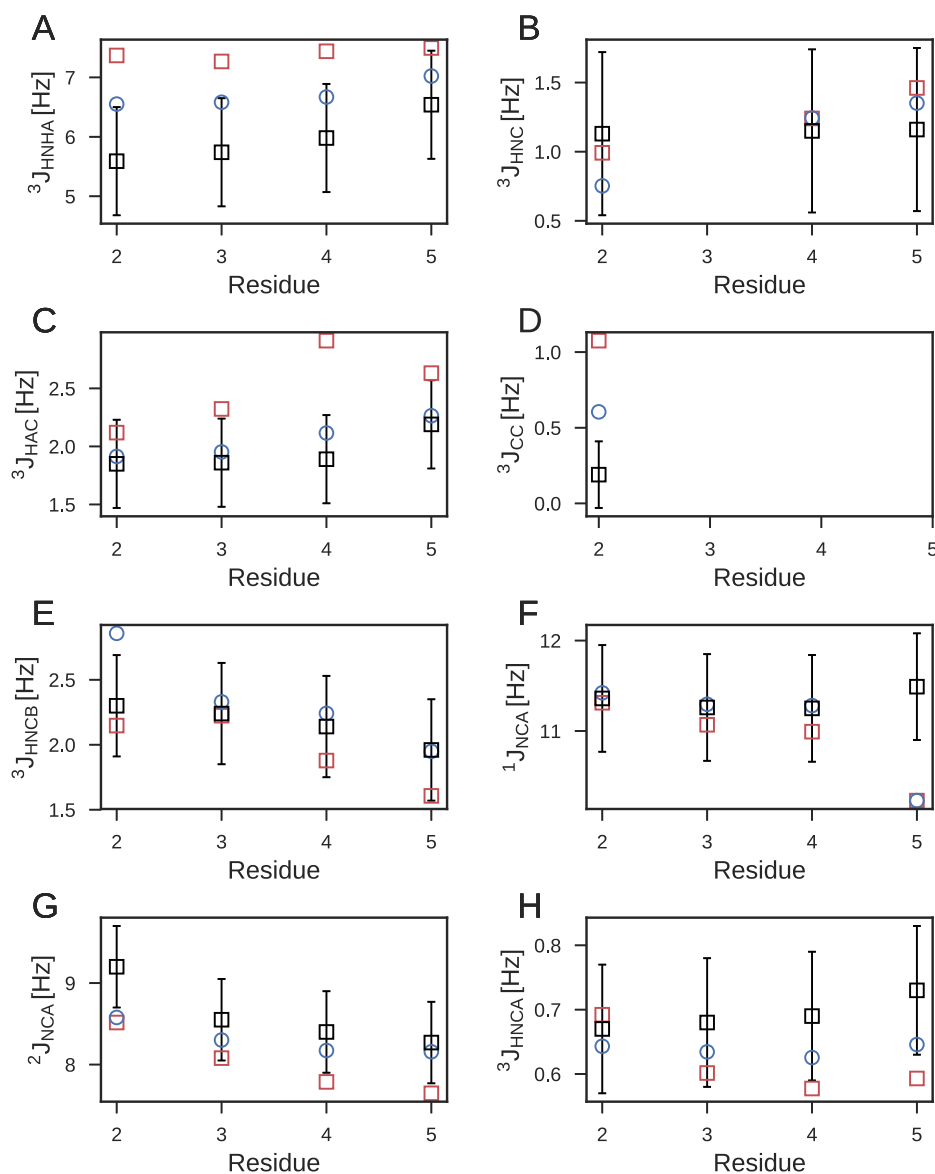 A
³J_HNHA [Hz]
7
6
5
2 3 4 5
Residue
B
³J_HNC [Hz]
1.5
1.0
0.5
2 3 4 5
Residue
C
³J_HAC [Hz]
2.5
2.0
1.5
2 3 4 5
Residue
D
³J_CC [Hz]
1.0
0.5
0.0
2 3 4 5
Residue
E
³J_HNCB [Hz]
2.5
2.0
1.5
2 3 4 5
Residue
F
¹J_NCA [Hz]
12
11
2 3 4 5
Residue
G
²J_NCA [Hz]
9
8
2 3 4 5
Residue
H
³J_HNCA [Hz]
0.8
0.7
0.6
2 3 4 5
Residue